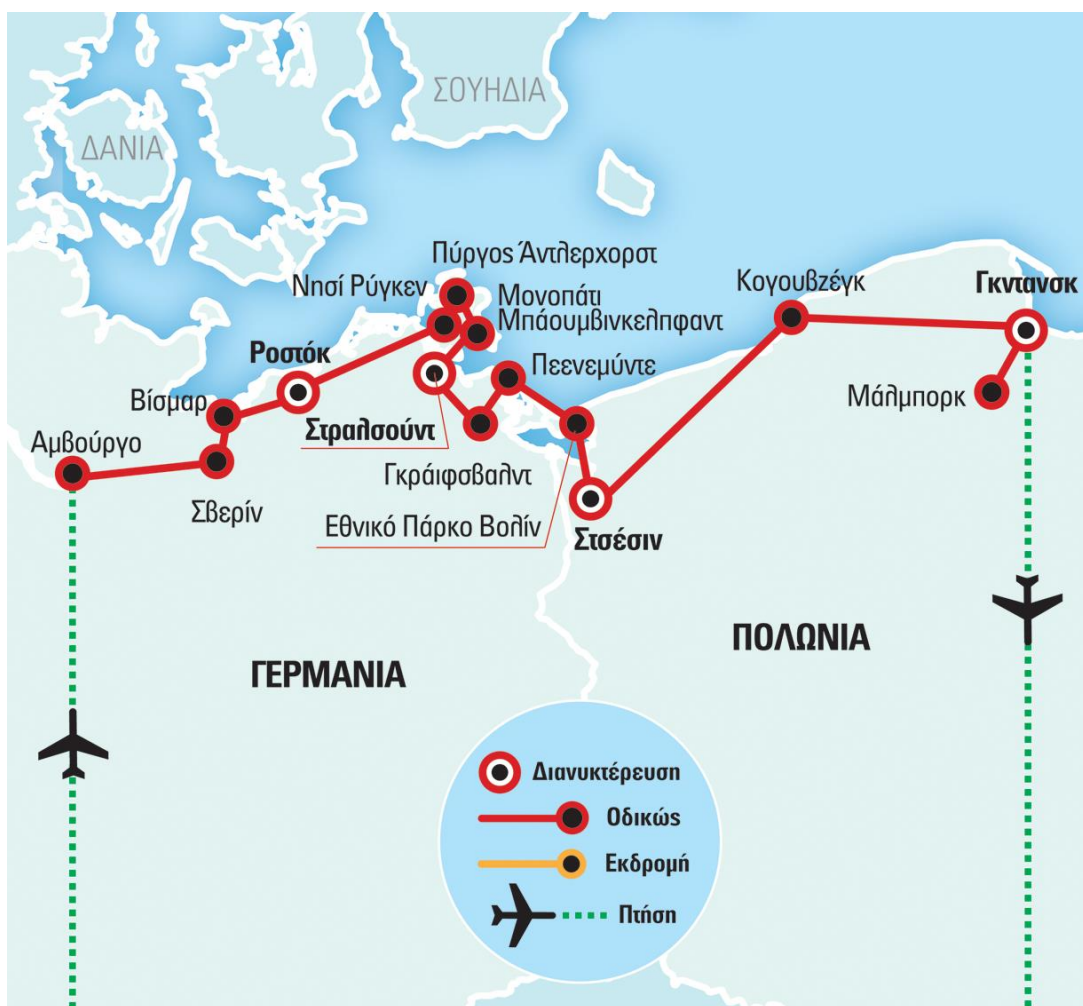 ΣΟΥΗΔΙΑ
ΔΑΝΙΑ
Πύργος Άντλερχορστ
Νησί Ρύγκεν
Μονοπάτι
Μπάουμβινκελπφαντ
Κογουβζέγκ
Γκντανσκ
Ροστόκ
Πεενεμύντε
Βίσμαρ
Μάλμπορκ
Στραλσούντ
Αμβούργο
Γκράιφσβαλντ
Σβερίν
Εθνικό Πάρκο Βολίν
Στσέσιν
ΠΟΛΩΝΙΑ
ΓΕΡΜΑΝΙΑ
Διανυκτέρευση
Οδικώς
Εκδρομή
Πτήση